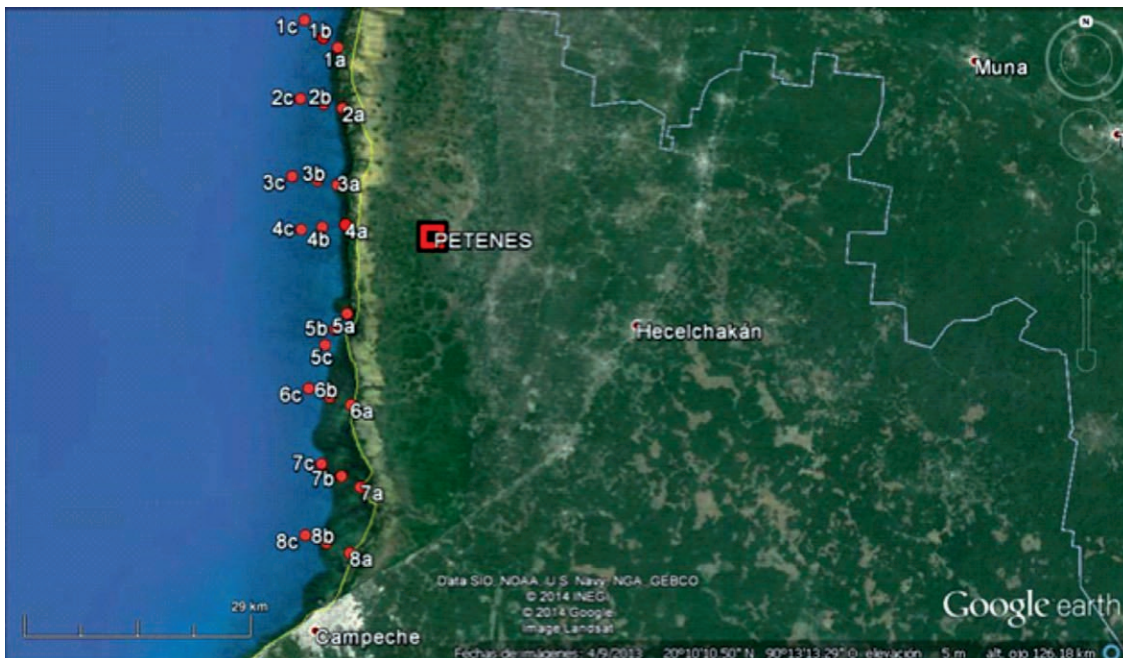 N
1c 1b
1a
Muna
2c 2b
2a
3c 3b 3a
4c 4b 4a
PETENES
5b 5a
5c
Hecelchakán
6c 6b
6a
7c
7b
7a
8c 8b
8a
Data SIO, NOAA, U.S. Navy, NGA, GEBCO
© 2014 INEGI
© 2014 Google
Image Landsat
29 km
Google earth
Campeche
Fechas de imágenes: 4/9/2013 20°10'10.50" N 90°13'13.29" O elevación 5 m alt. ojo 126.18 km